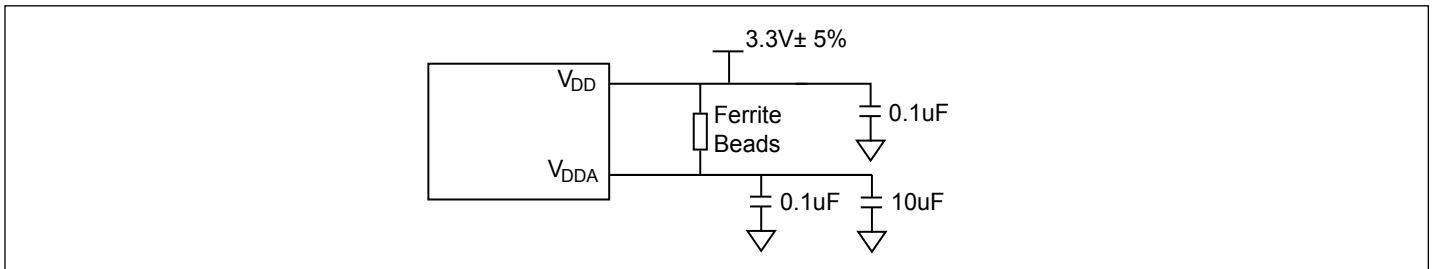 3.3V± 5%
VDD
Ferrite
Beads
0.1uF
VDDA
0.1uF
10uF